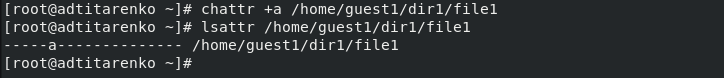 [root@adtitarenko ~]# chattr +a /home/guest1/dir1/file1
[root@adtitarenko ~]# lsattr /home/guest1/dir1/file1
-----a-------------- /home/guest1/dir1/file1
[root@adtitarenko ~]#